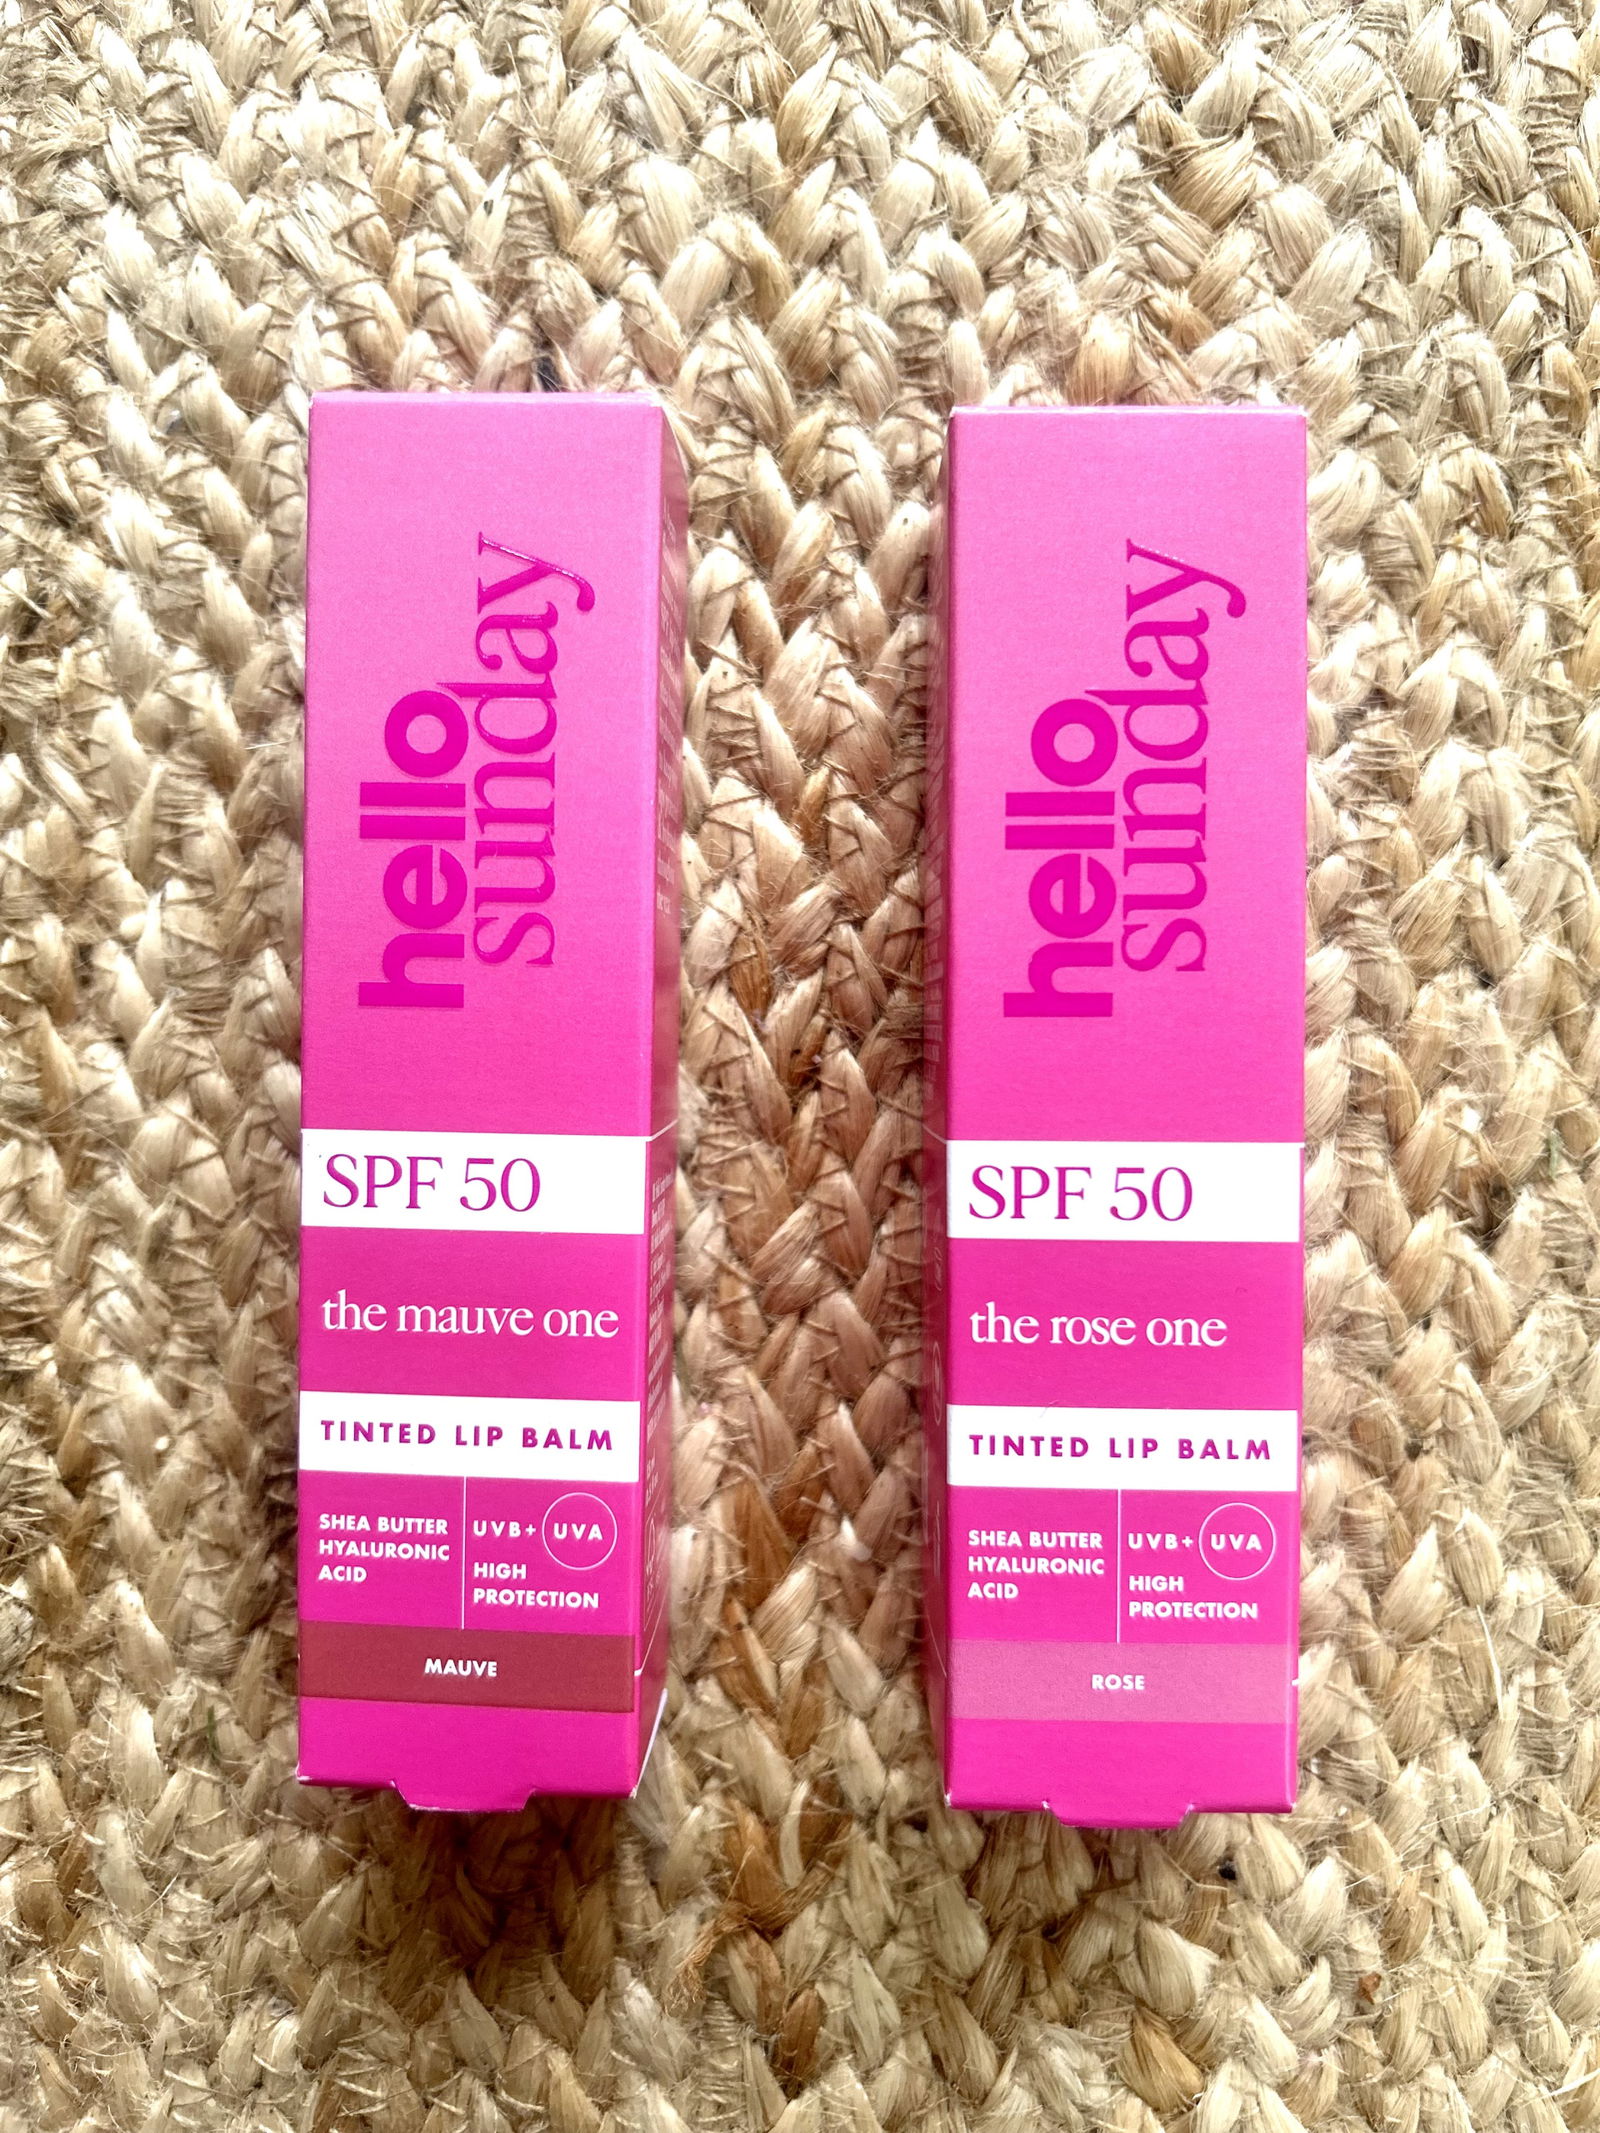 hello
sunday
SPF 50
the mauve one
TINTED LIP BALM
SHEA BUTTER
HYALURONIC
ACID
UVB+ UVA
HIGH
PROTECTION
MAUVE
hello
sunday
SPF 50
the rose one
TINTED LIP BALM
SHEA BUTTER
HYALURONIC
ACID
UVB+ UVA
HIGH
PROTECTION
ROSE